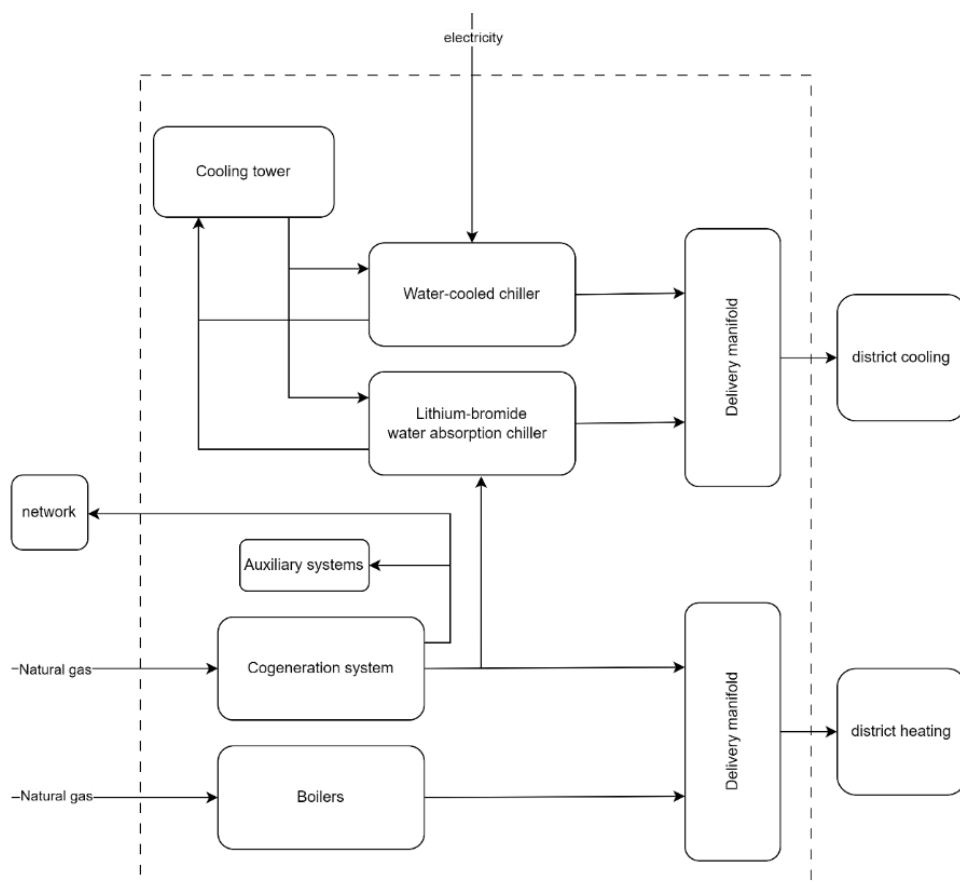 electricity
Cooling tower
Water-cooled chiller
Delivery manifold
district cooling
Lithium-bromide
water absorption chiller
network
Auxiliary systems
Natural gas
Cogeneration system
Delivery manifold
district heating
Natural gas
Boilers